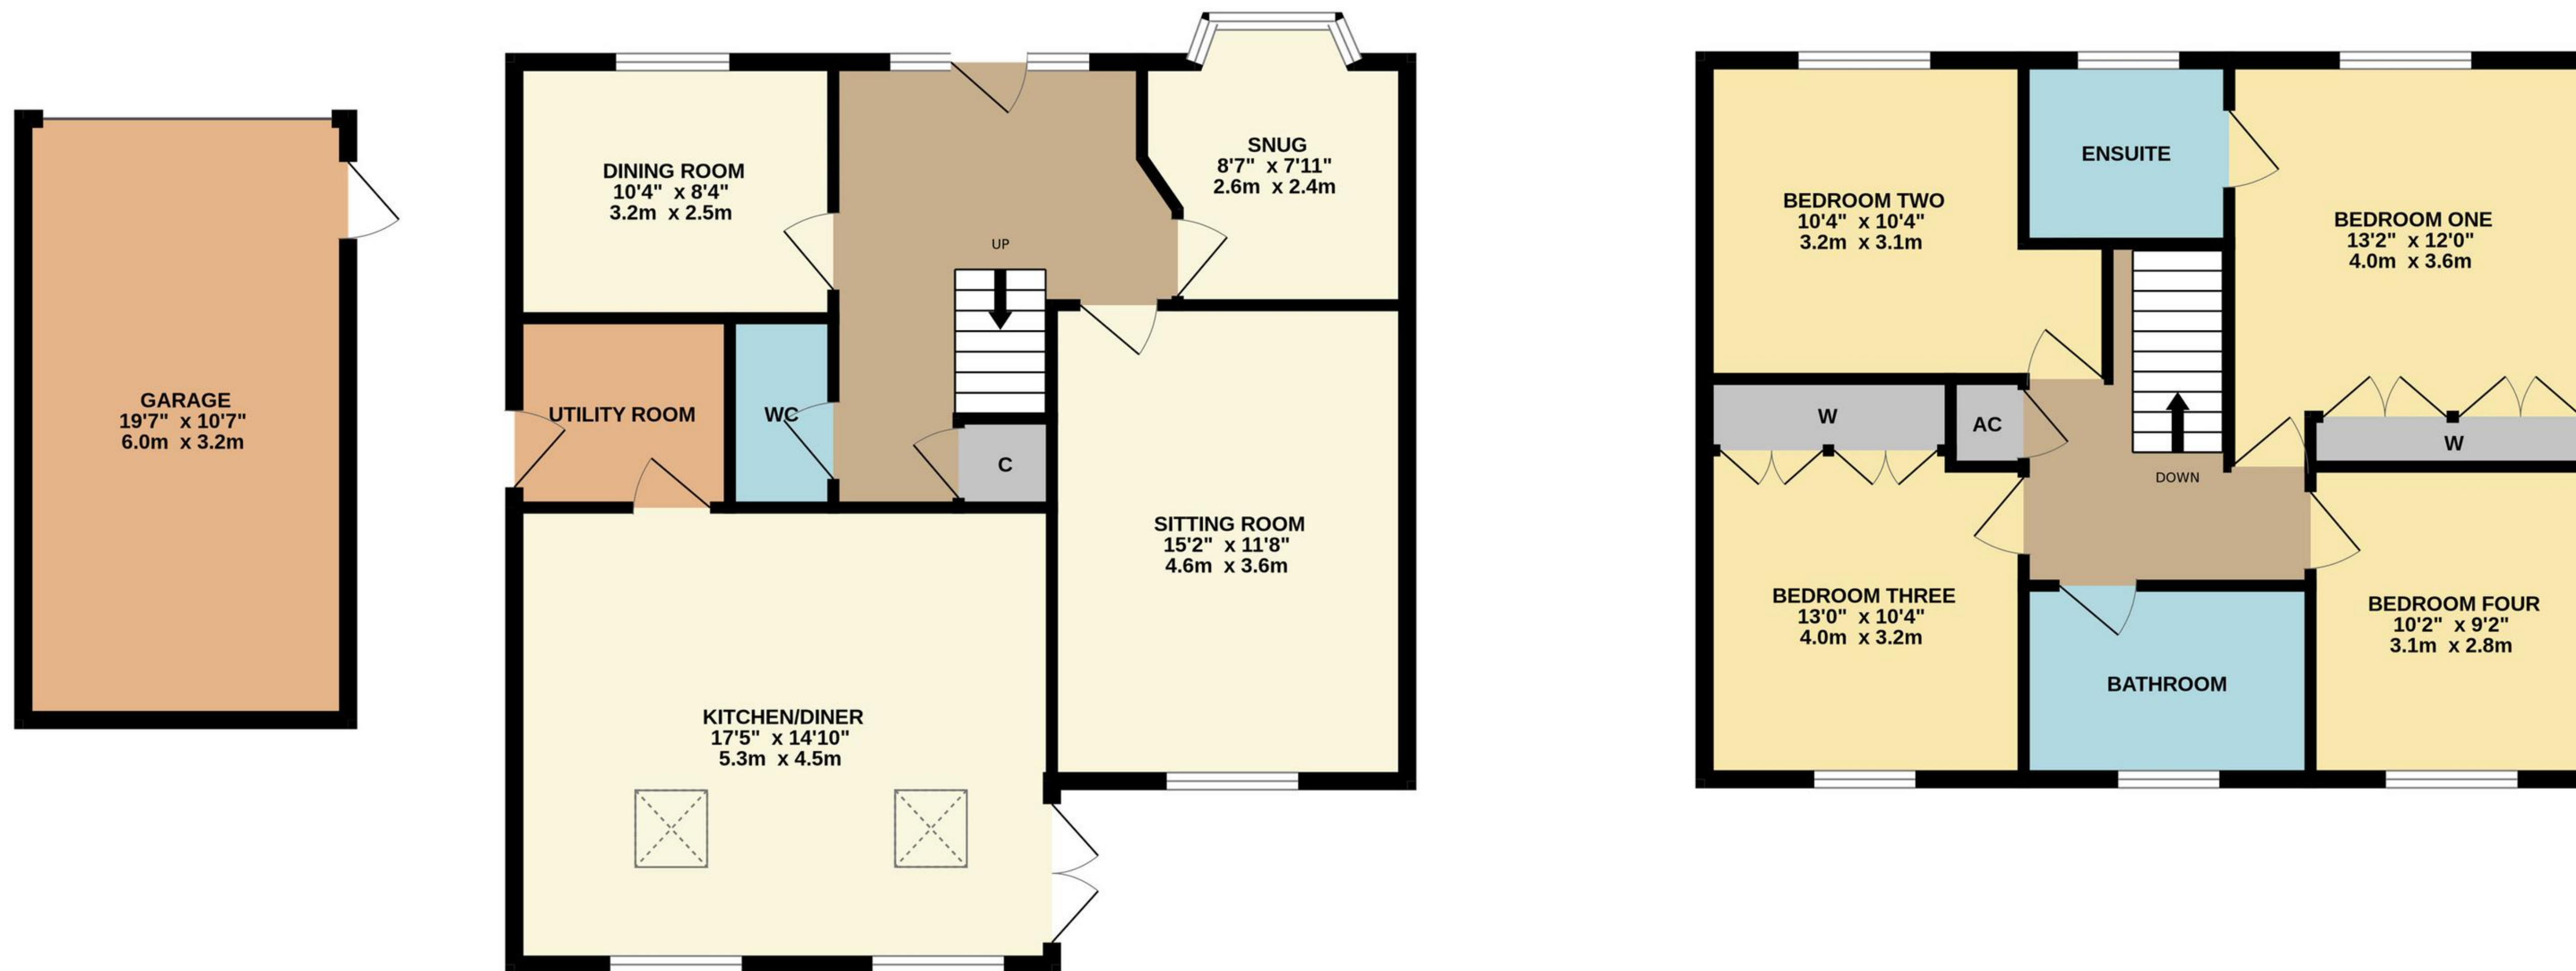 GARAGE
19'7" x 10'7"
6.0m x 3.2m
DINING ROOM
10'4" x 8'4"
3.2m x 2.5m
UP
SNUG
8'7" x 7'11"
2.6m x 2.4m
UTILITY ROOM
WC
C
SITTING ROOM
15'2" x 11'8"
4.6m x 3.6m
KITCHEN/DINER
17'5" x 14'10"
5.3m x 4.5m
BEDROOM TWO
10'4" x 10'4"
3.2m x 3.1m
ENSUITE
BEDROOM ONE
13'2" x 12'0"
4.0m x 3.6m
W
AC
W
DOWN
BEDROOM THREE
13'0" x 10'4"
4.0m x 3.2m
BEDROOM FOUR
10'2" x 9'2"
3.1m x 2.8m
BATHROOM